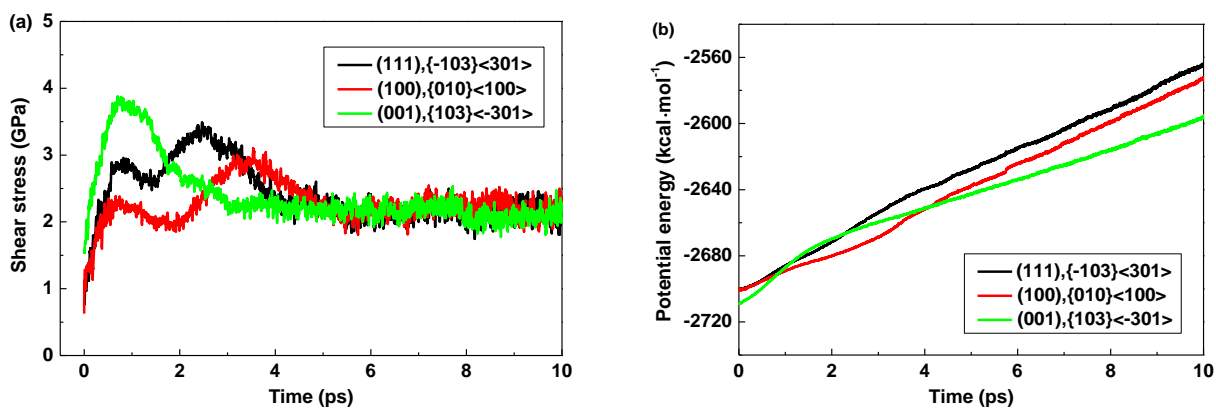 (a)
5
4
3
2
1
0
Shear stress (GPa)
(111),{-103}<301>
(100),{010}<100>
(001),{103}<-301>
0 2 4 6 8 10
Time (ps)
(b)
-2560
-2600
-2640
-2680
-2720
Potential energy (kcal·mol⁻¹)
(111),{-103}<301>
(100),{010}<100>
(001),{103}<-301>
0 2 4 6 8 10
Time (ps)